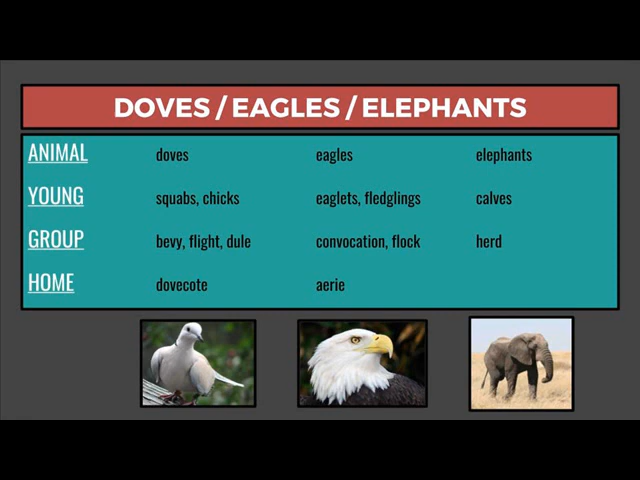 DOVES / EAGLES / ELEPHANTS
ANIMAL doves eagles elephants
YOUNG squabs, chicks eaglets, fledglings calves
GROUP bevy, flight, dule convocation, flock herd
HOME dovecote aerie